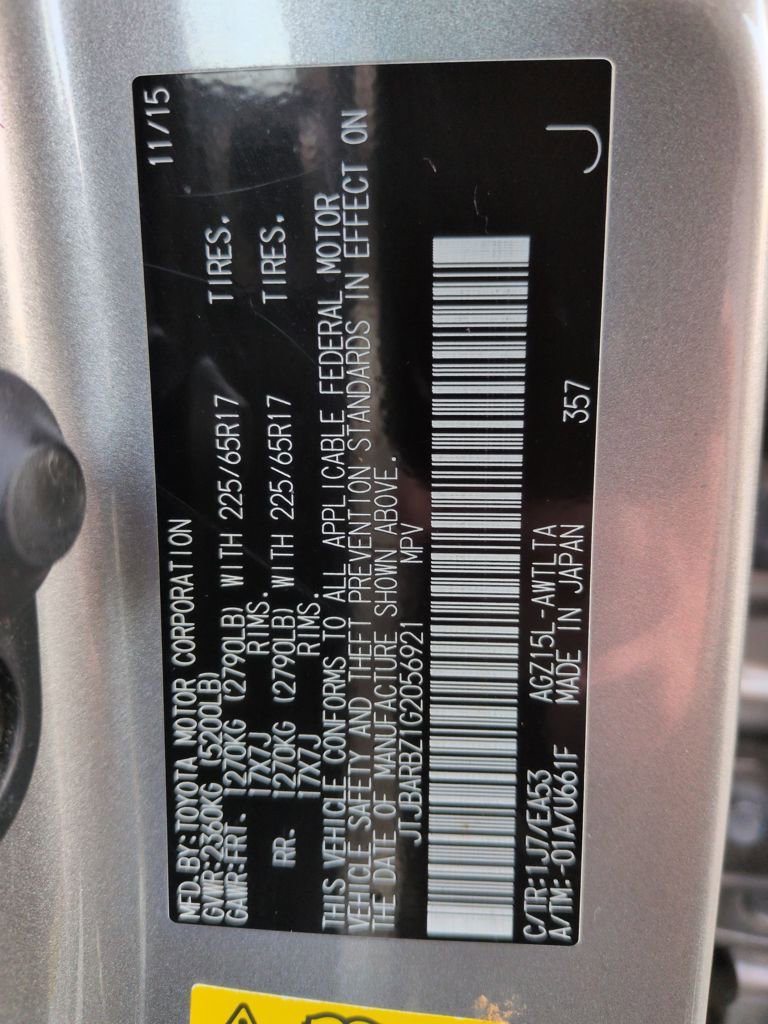 MFD.BY:TOYOTA MOTOR CORPORATION 11/15
GVWR:2360KG (5200LB)
GAWR:FRT. 1270KG (2790LB) WITH 225/65R17 TIRES.
17X7J RIMS.
RR. 1270KG (2790LB) WITH 225/65R17 TIRES.
17X7J RIMS.
THIS VEHICLE CONFORMS TO ALL APPLICABLE FEDERAL MOTOR
VEHICLE SAFETY AND THEFT PREVENTION STANDARDS IN EFFECT ON
THE DATE OF MANUFACTURE SHOWN ABOVE.
JTJBARBZ1G2056921 MPV
C/TR:1J7/EA53 AGZ15L-AWTLTA
A/TM:-01A/U661F MADE IN JAPAN 357
J